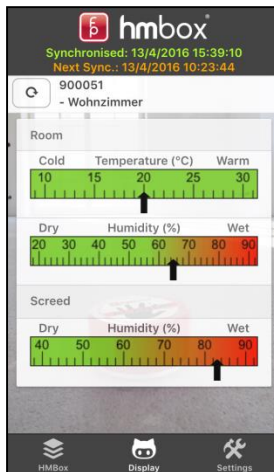 fp hmbox®
Synchronised: 13/4/2016 15:39:10
Next Sync.: 13/4/2016 10:23:44
900051
- Wohnzimmer
Room
Cold Temperature (°C) Warm
10 15 20 25 30
Dry Humidity (%) Wet
20 30 40 50 60 70 80 90
Screed
Dry Humidity (%) Wet
40 50 60 70 80 90
HMBox Display Settings